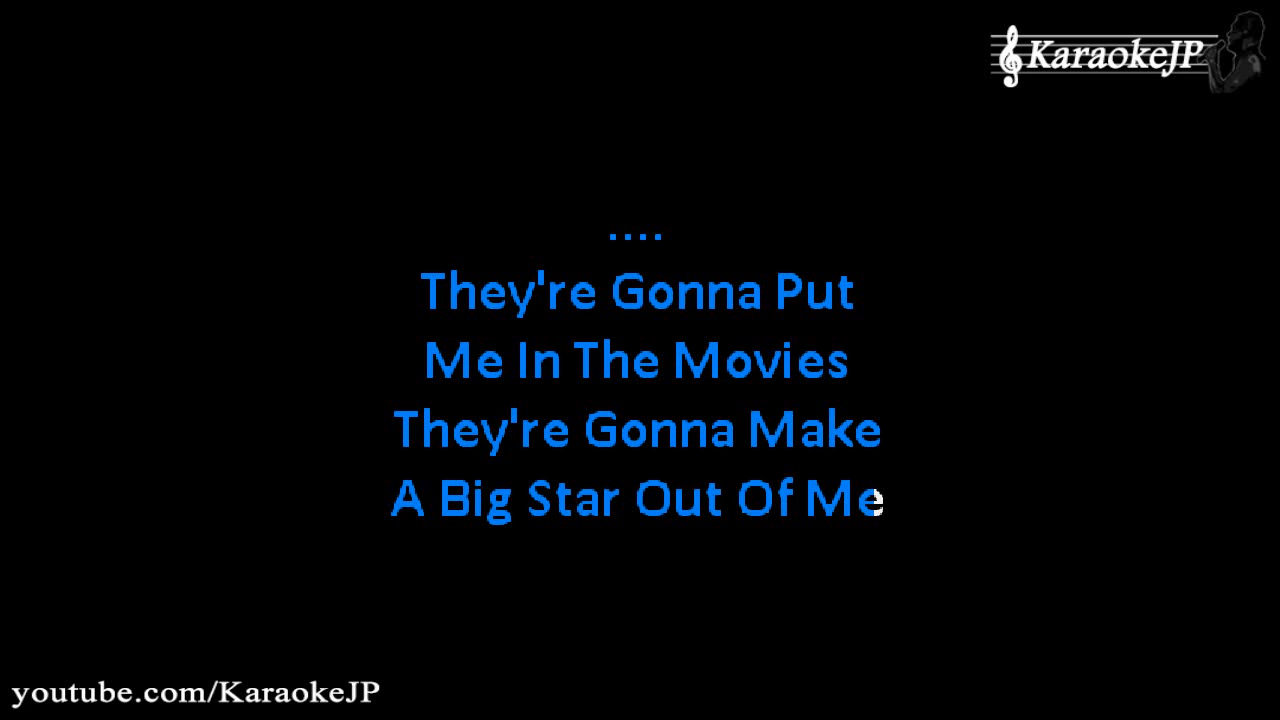 KaraokeJP
....
They're Gonna Put
Me In The Movies
They're Gonna Make
A Big Star Out Of Me
youtube.com/KaraokeJP